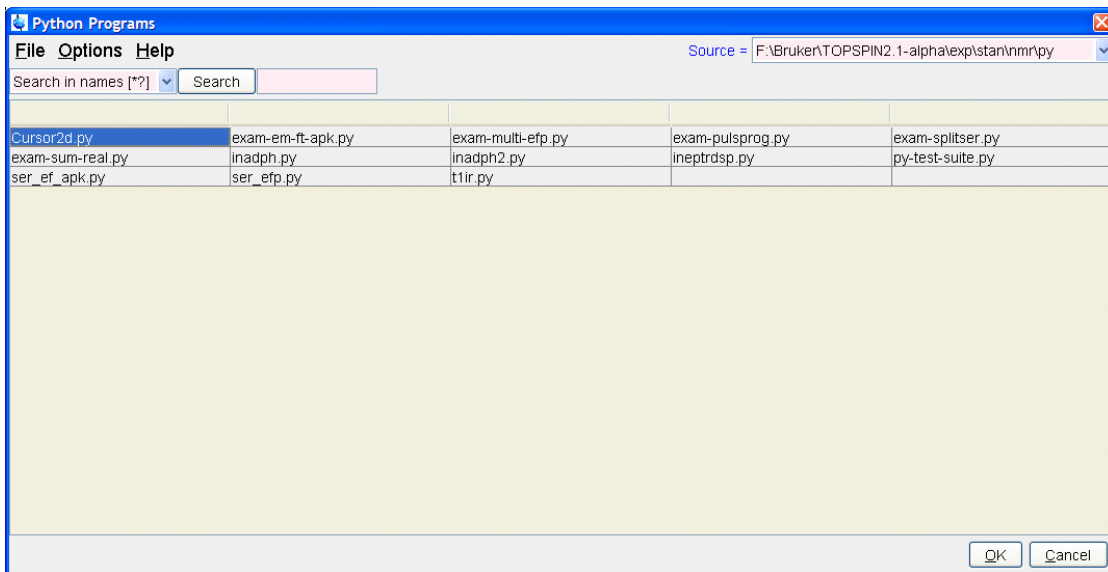 Python Programs
File Options Help Source = F:\Bruker\TOPSPIN2.1-alpha\exp\stan\nmr\py
Search in names [*?] Search
Cursor2d.py exam-em-ft-apk.py exam-multi-efp.py exam-pulsprog.py exam-splitser.py
exam-sum-real.py inadph.py inadph2.py ineptrdsp.py py-test-suite.py
ser_ef_apk.py ser_efp.py t1ir.py
OK Cancel